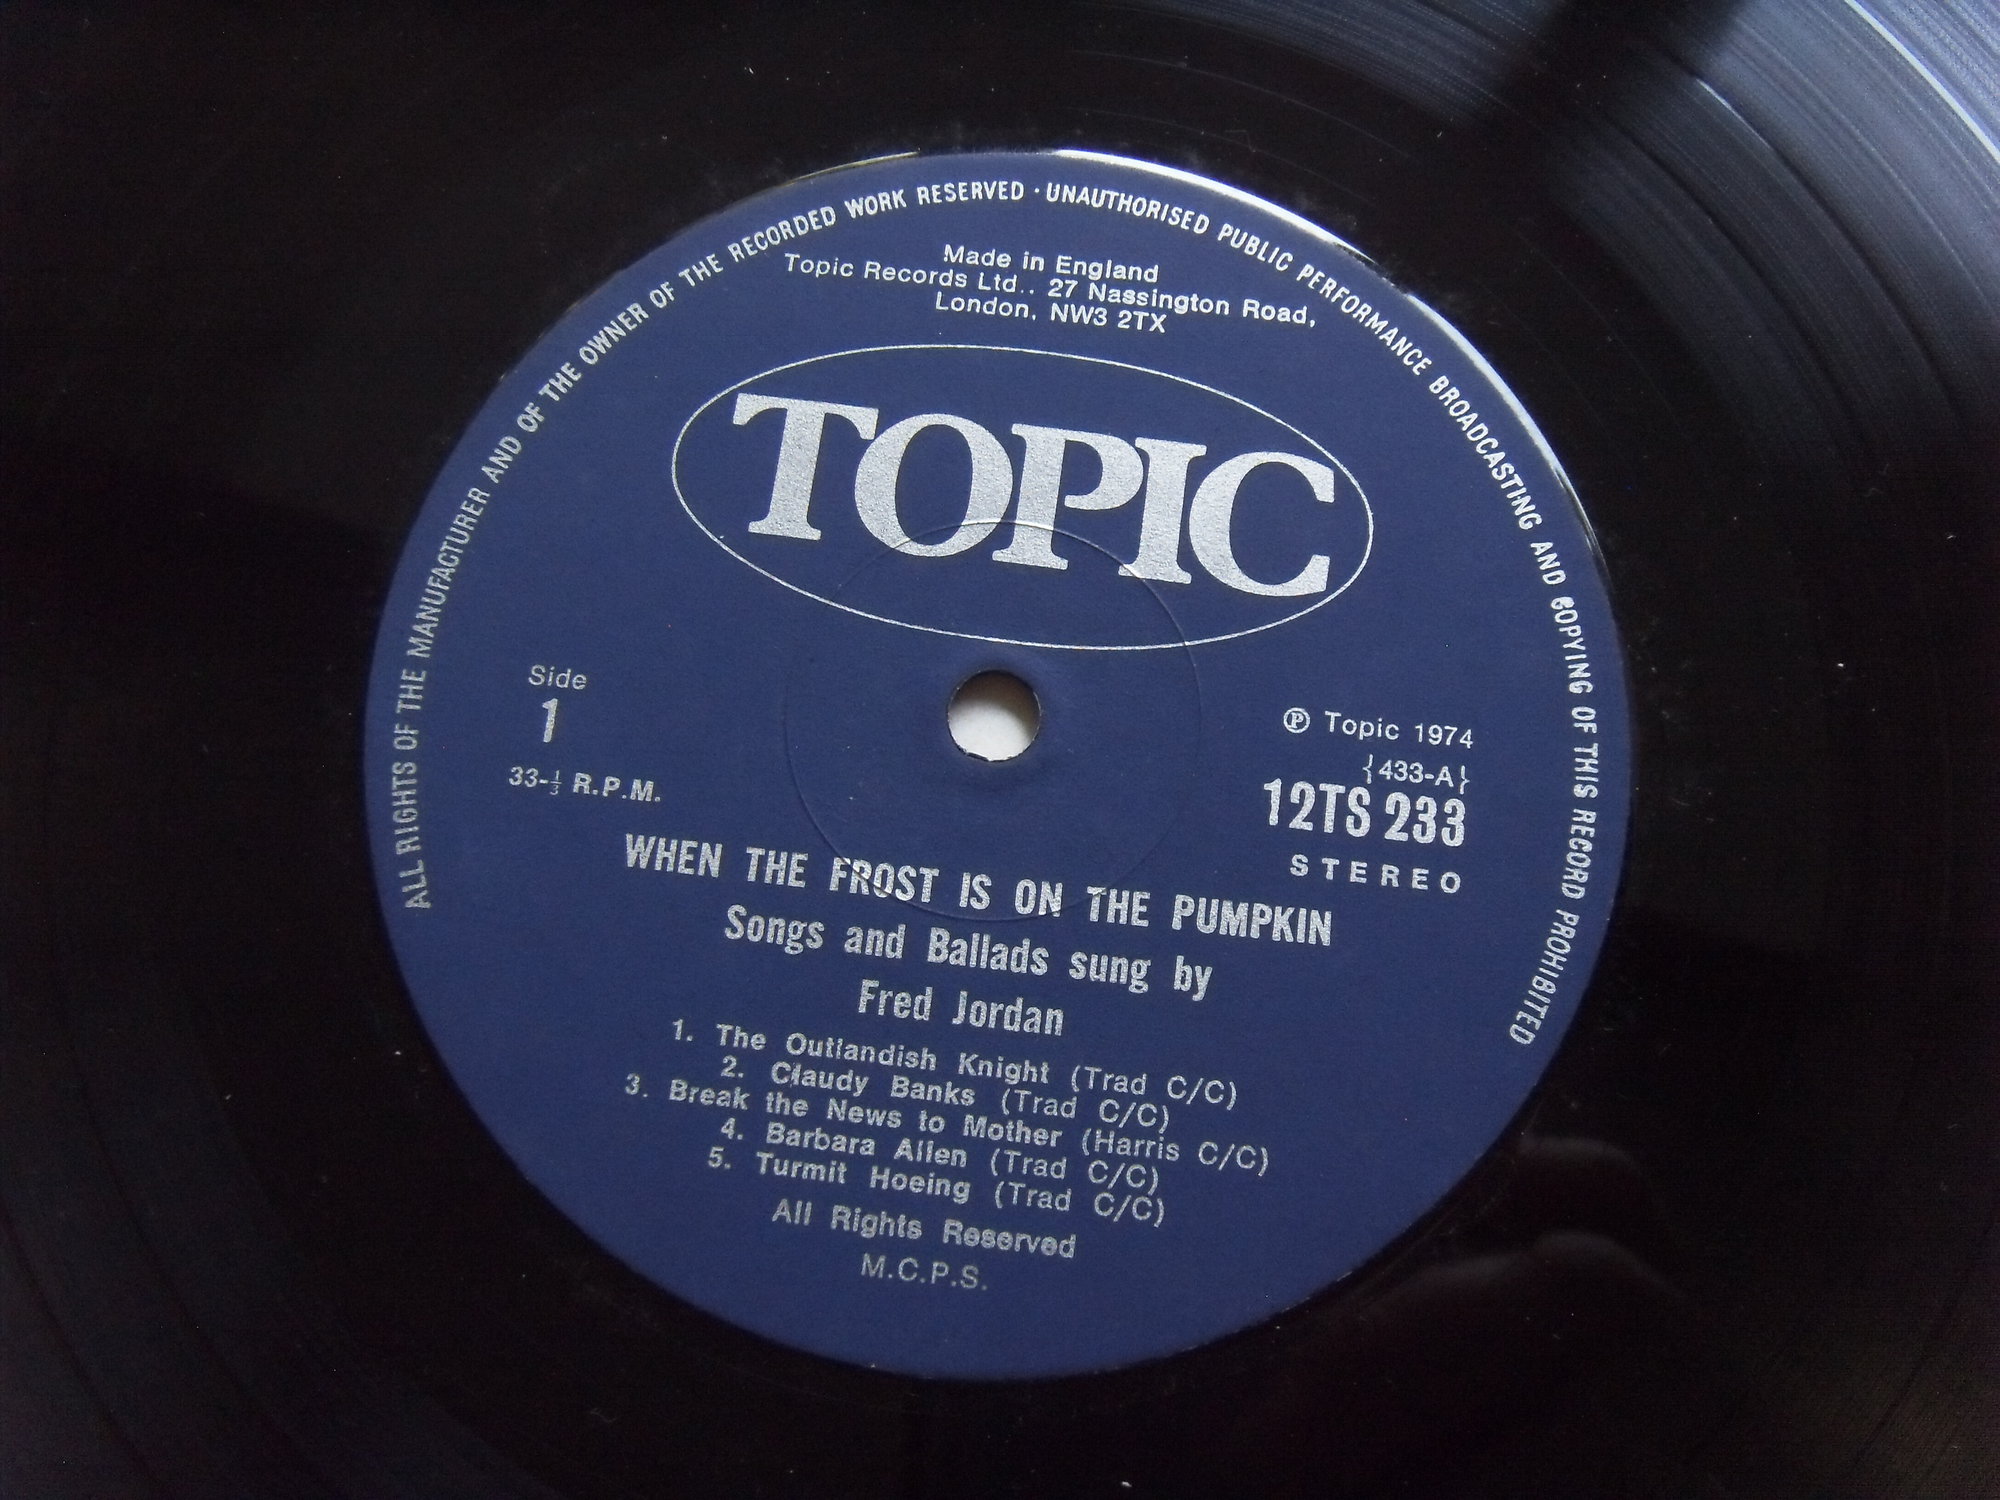 ALL RIGHTS OF THE MANUFACTURER AND OF THE OWNER OF THE RECORDED WORK RESERVED · UNAUTHORISED PUBLIC PERFORMANCE BROADCASTING AND COPYING OF THIS RECORD PROHIBITED
Made in England
Topic Records Ltd.. 27 Nassington Road,
London, NW3 2TX
TOPIC
Side
1
33-⅓ R.P.M.
℗ Topic 1974
{433-A}
12TS 233
STEREO
WHEN THE FROST IS ON THE PUMPKIN
Songs and Ballads sung by
Fred Jordan
1. The Outlandish Knight (Trad C/C)
2. Claudy Banks (Trad C/C)
3. Break the News to Mother (Harris C/C)
4. Barbara Allen (Trad C/C)
5. Turmit Hoeing (Trad C/C)
All Rights Reserved
M.C.P.S.